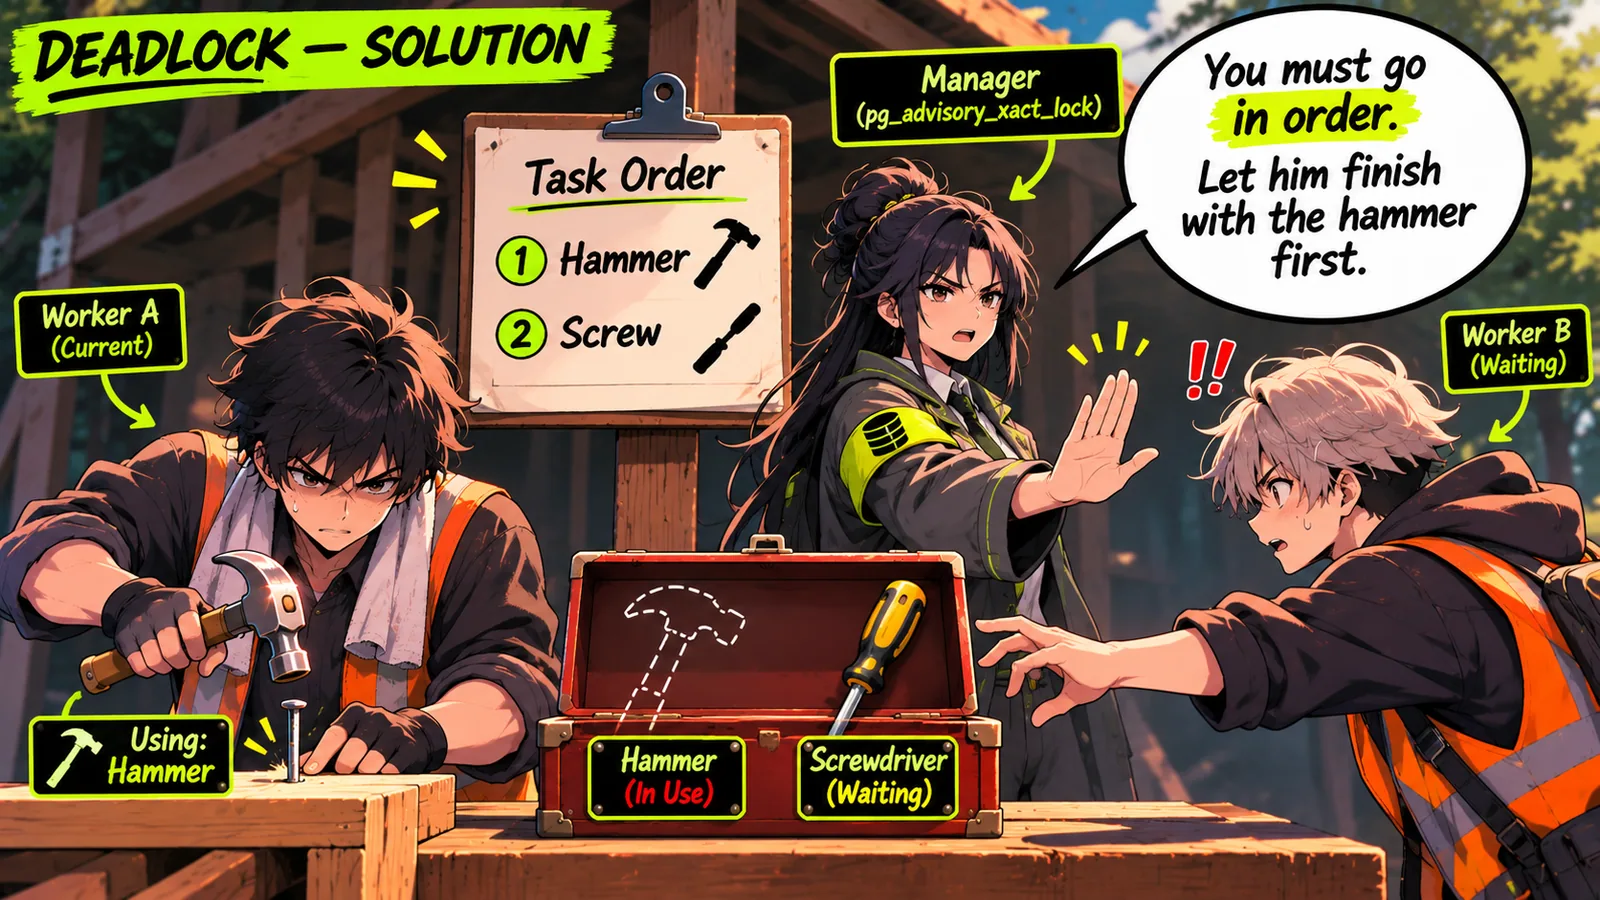 DEADLOCK — SOLUTION
Task Order
1 Hammer
2 Screw
Manager
(pg_advisory_xact_lock)
You must go
in order.
Let him finish
with the hammer
first.
Worker A
(Current)
!!
Worker B
(Waiting)
Using:
Hammer
Hammer
(In Use)
Screwdriver
(Waiting)